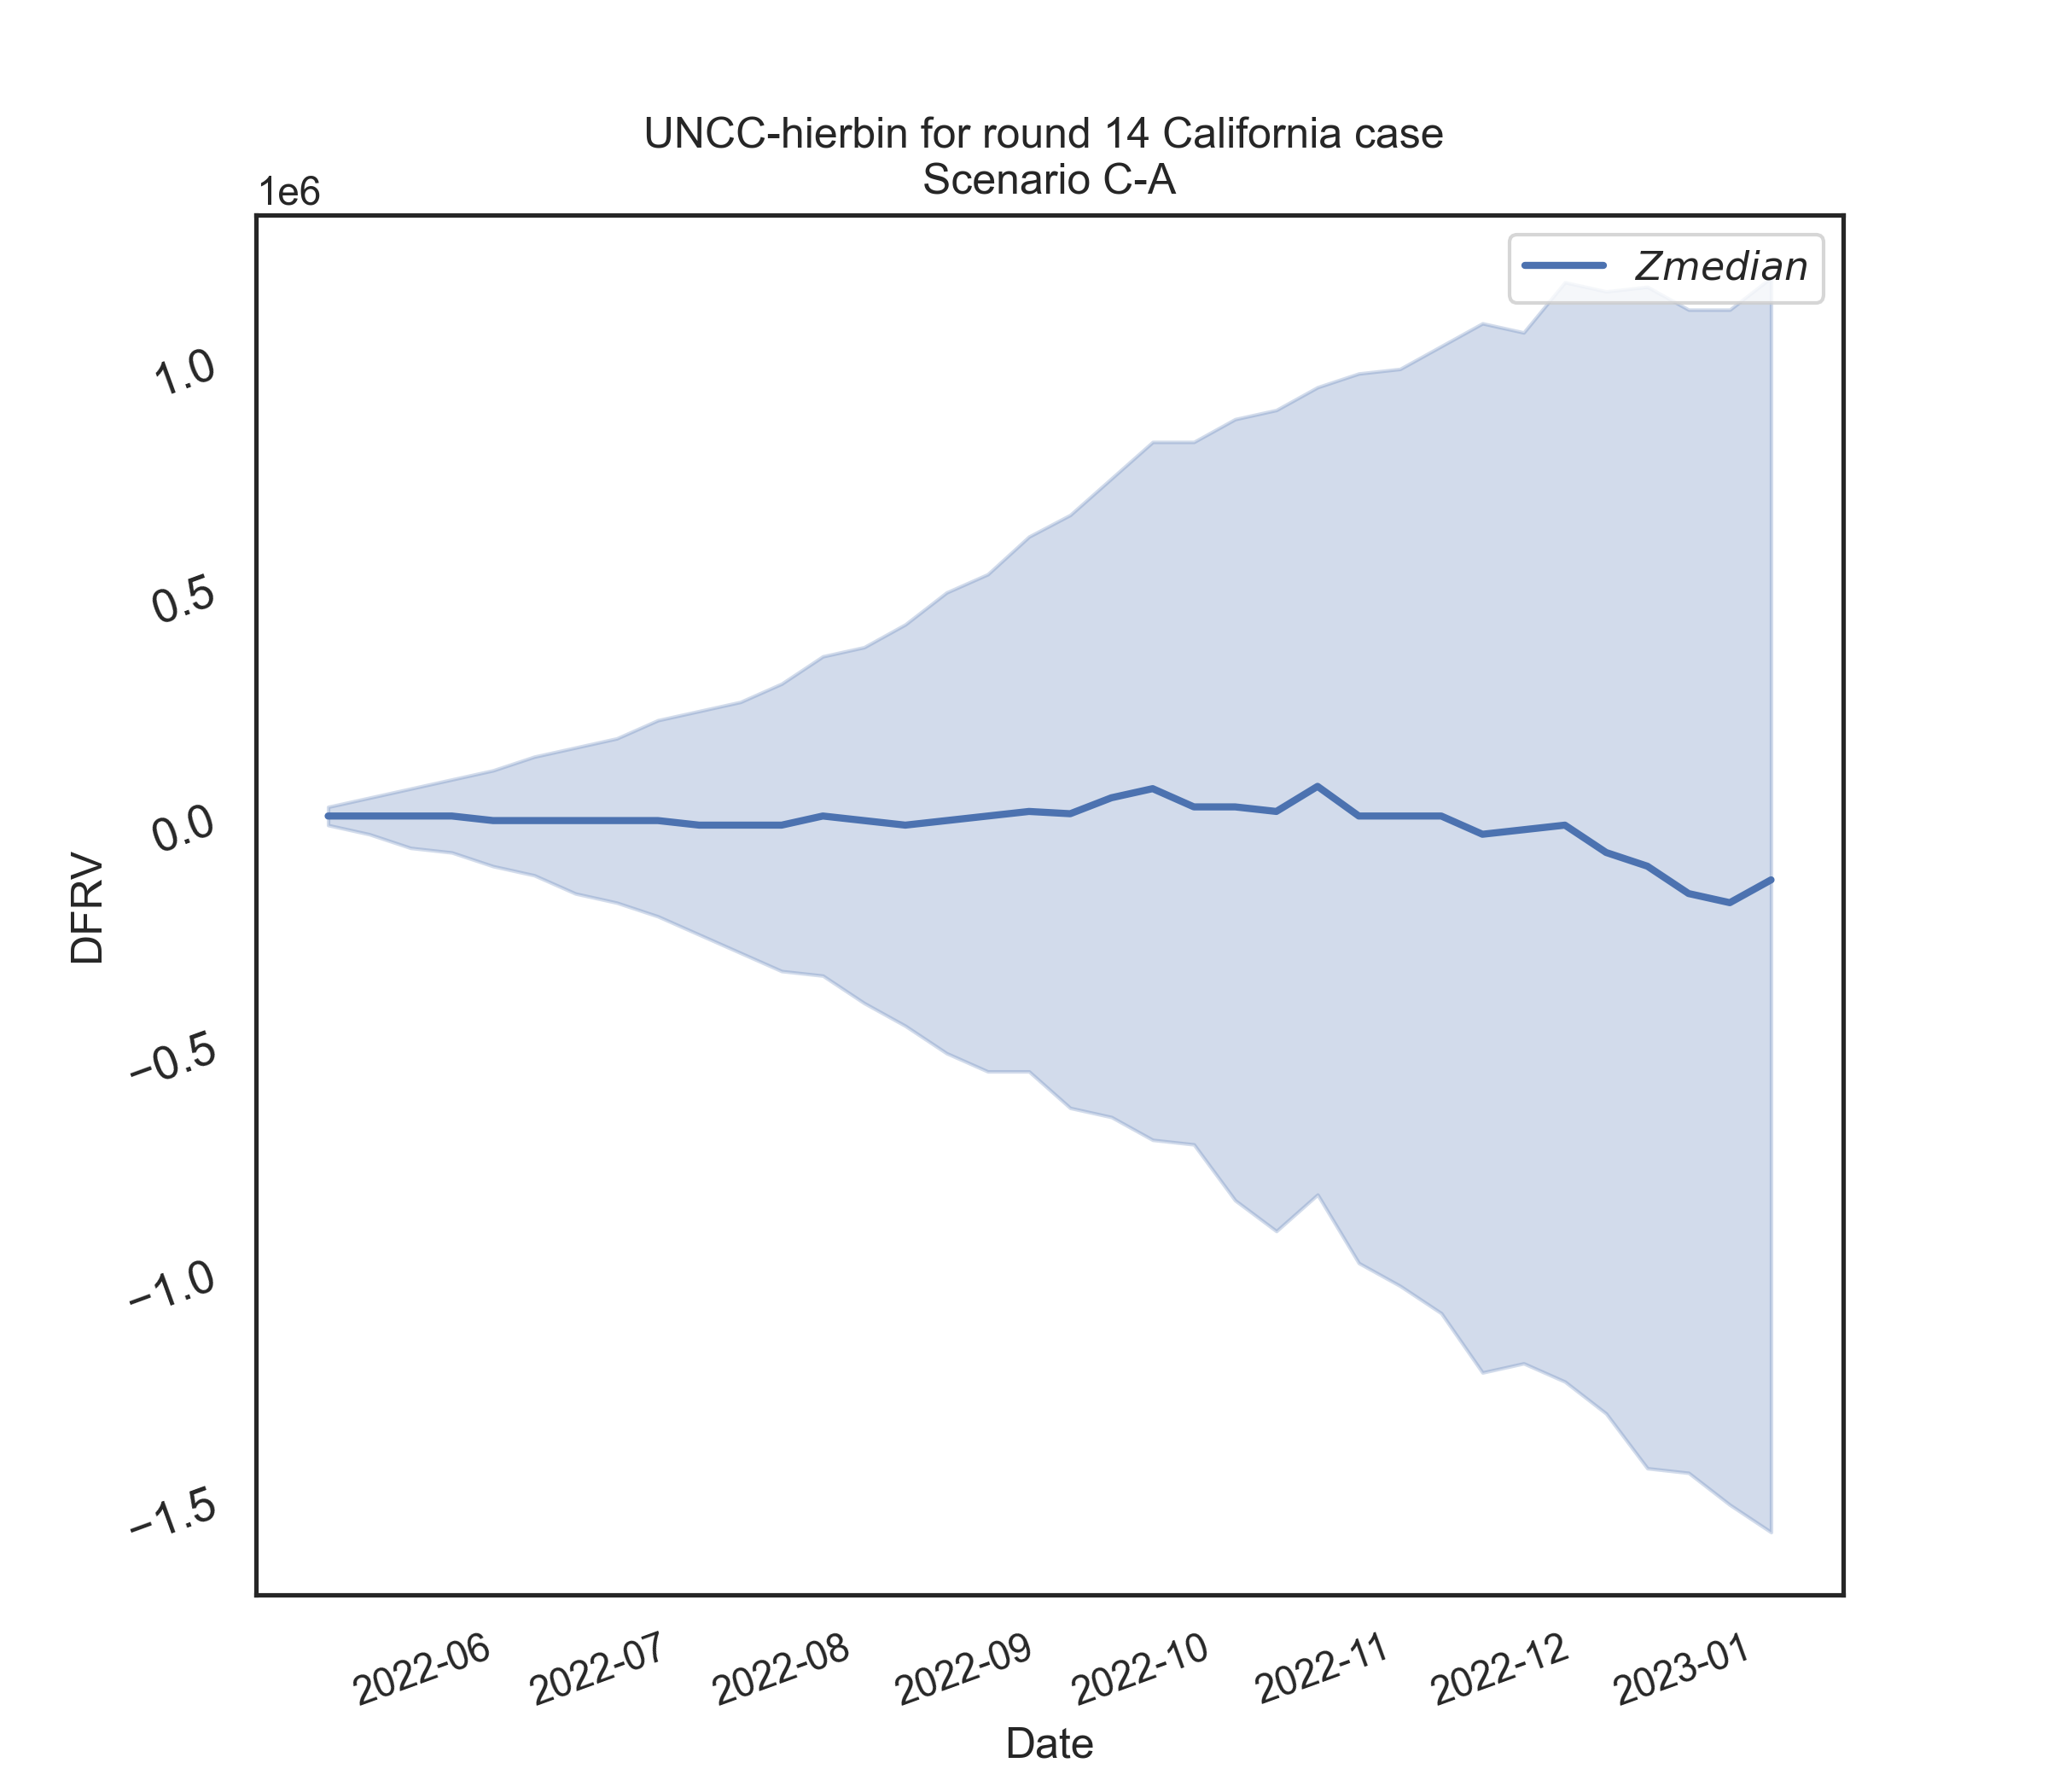 UNCC-hierbin for round 14 California case
Scenario C-A
1e6
Zmedian
1.0
0.5
0.0
−0.5
−1.0
−1.5
DFRV
2022-06
2022-07
2022-08
2022-09
2022-10
2022-11
2022-12
2023-01
Date